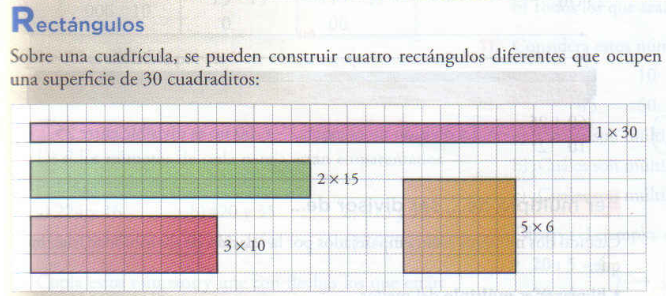 Rectángulos
Sobre una cuadrícula, se pueden construir cuatro rectángulos diferentes que ocupen
una superficie de 30 cuadraditos:
1 × 30
2 × 15
5 × 6
3 × 10